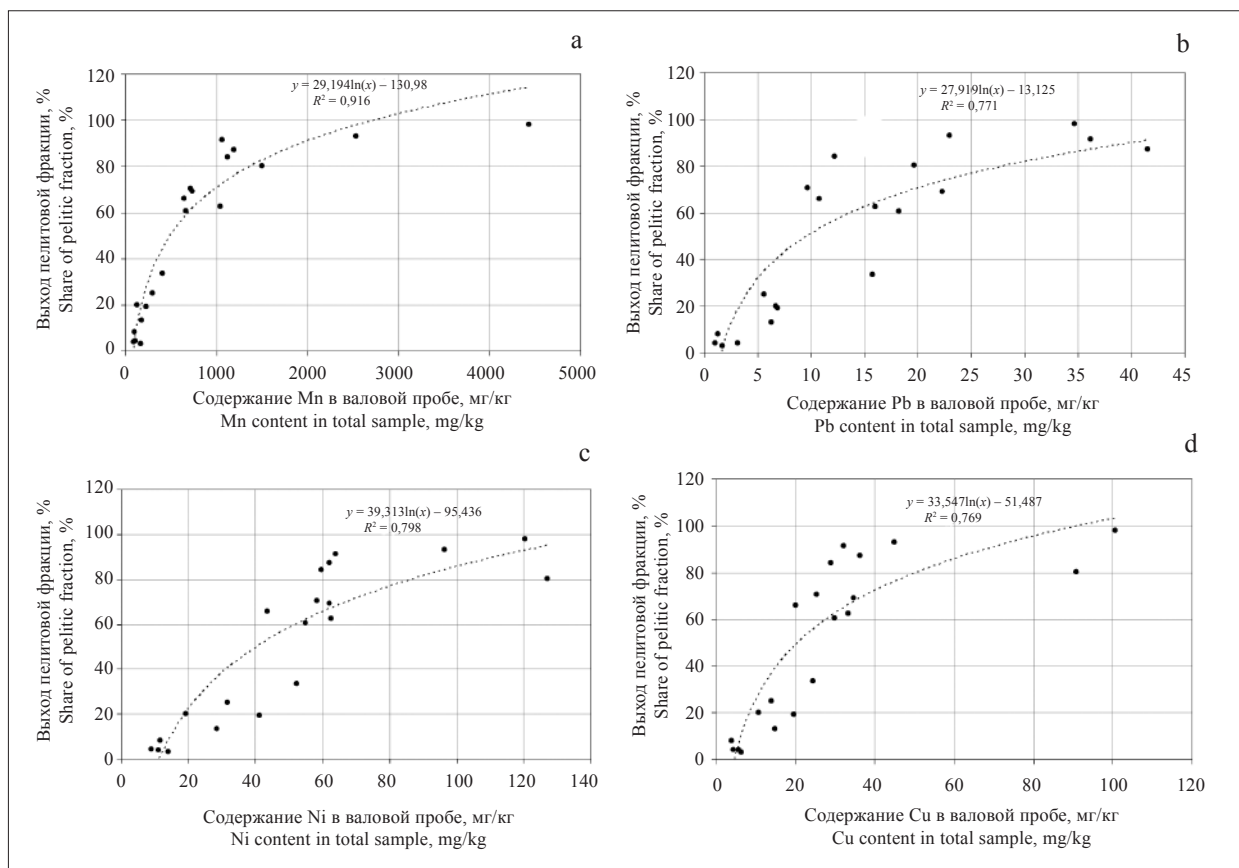 a
120
100
80
60
40
20
0
y = 29,194ln(x) – 130,98
R² = 0,916
Выход пелитовой фракции, %
Share of pelitic fraction, %
0 1000 2000 3000 4000 5000
Содержание Mn в валовой пробе, мг/кг
Mn content in total sample, mg/kg
b
120
100
80
60
40
20
0
y = 27,919ln(x) – 13,125
R² = 0,771
Выход пелитовой фракции, %
Share of pelitic fraction, %
0 5 10 15 20 25 30 35 40 45
Содержание Pb в валовой пробе, мг/кг
Pb content in total sample, mg/kg
c
120
100
80
60
40
20
0
y = 39,313ln(x) – 95,436
R² = 0,798
Выход пелитовой фракции, %
Share of pelitic fraction, %
0 20 40 60 80 100 120 140
Содержание Ni в валовой пробе, мг/кг
Ni content in total sample, mg/kg
d
120
100
80
60
40
20
0
y = 33,547ln(x) – 51,487
R² = 0,769
Выход пелитовой фракции, %
Share of pelitic fraction, %
0 20 40 60 80 100 120
Содержание Cu в валовой пробе, мг/кг
Cu content in total sample, mg/kg